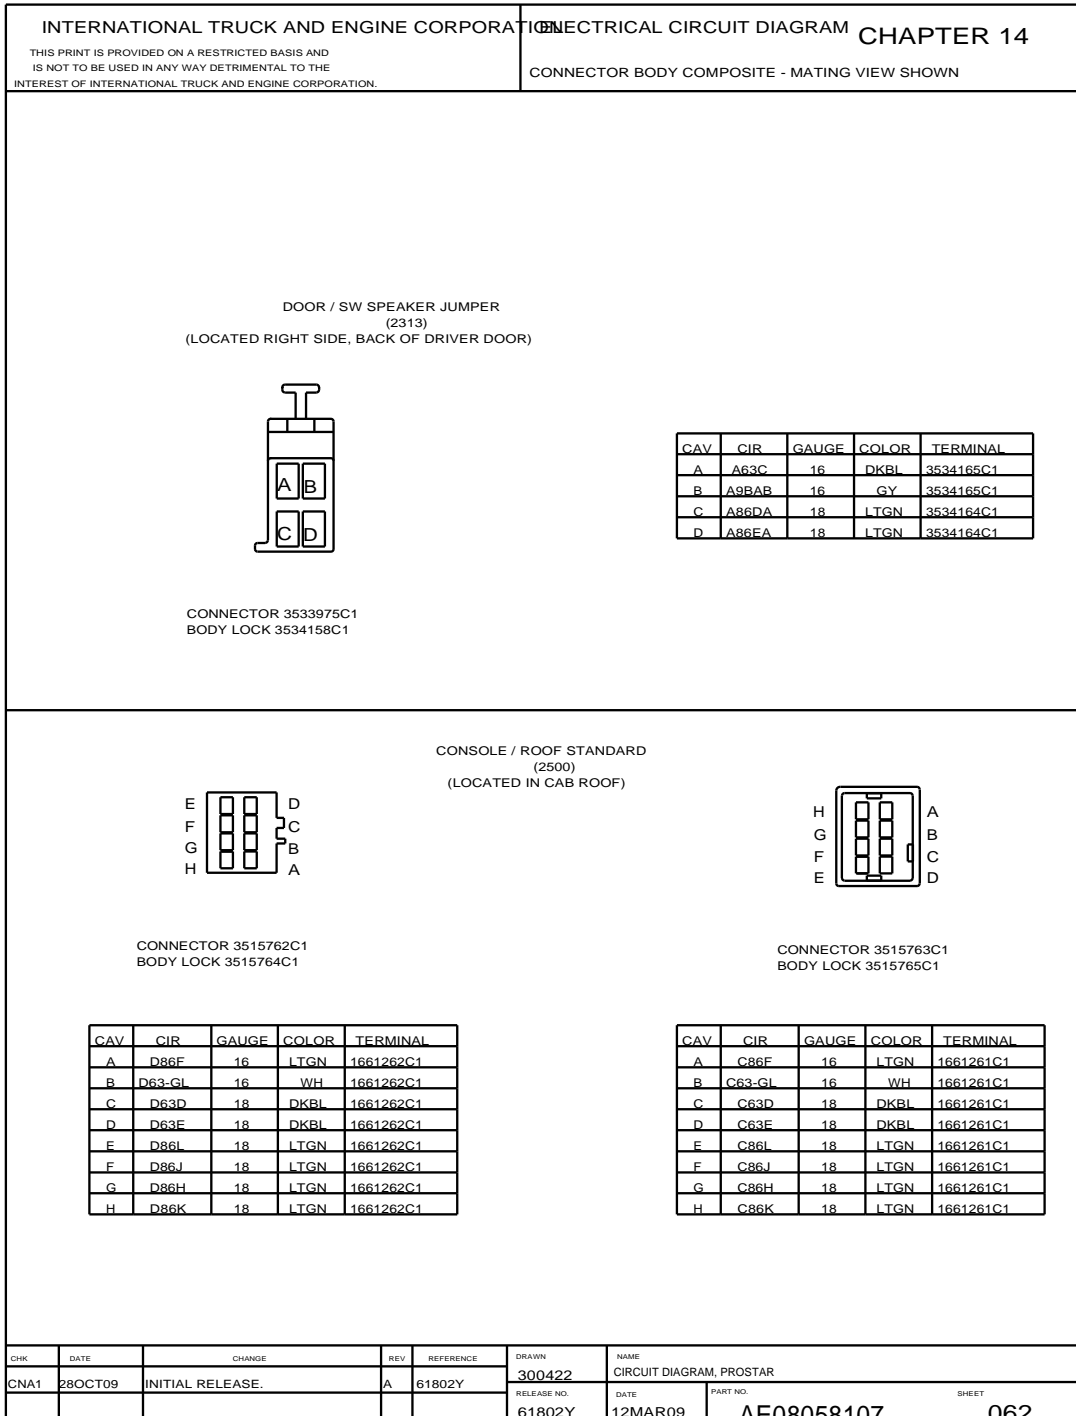 INTERNATIONAL TRUCK AND ENGINE CORPORATION
THIS PRINT IS PROVIDED ON A RESTRICTED BASIS AND
IS NOT TO BE USED IN ANY WAY DETRIMENTAL TO THE
INTEREST OF INTERNATIONAL TRUCK AND ENGINE CORPORATION.
ELECTRICAL CIRCUIT DIAGRAM CHAPTER 14
CONNECTOR BODY COMPOSITE - MATING VIEW SHOWN
DOOR / SW SPEAKER JUMPER
(2313)
(LOCATED RIGHT SIDE, BACK OF DRIVER DOOR)
A B
C D
CONNECTOR 3533975C1
BODY LOCK 3534158C1
CAV CIR GAUGE COLOR TERMINAL
A A63C 16 DKBL 3534165C1
B A9BAB 16 GY 3534165C1
C A86DA 18 LTGN 3534164C1
D A86EA 18 LTGN 3534164C1
CONSOLE / ROOF STANDARD
(2500)
(LOCATED IN CAB ROOF)
E D
F C
G B
H A
CONNECTOR 3515762C1
BODY LOCK 3515764C1
CAV CIR GAUGE COLOR TERMINAL
A D86F 16 LTGN 1661262C1
B D63-GL 16 WH 1661262C1
C D63D 18 DKBL 1661262C1
D D63E 18 DKBL 1661262C1
E D86L 18 LTGN 1661262C1
F D86J 18 LTGN 1661262C1
G D86H 18 LTGN 1661262C1
H D86K 18 LTGN 1661262C1
H A
G B
F C
E D
CONNECTOR 3515763C1
BODY LOCK 3515765C1
CAV CIR GAUGE COLOR TERMINAL
A C86F 16 LTGN 1661261C1
B C63-GL 16 WH 1661261C1
C C63D 18 DKBL 1661261C1
D C63E 18 DKBL 1661261C1
E C86L 18 LTGN 1661261C1
F C86J 18 LTGN 1661261C1
G C86H 18 LTGN 1661261C1
H C86K 18 LTGN 1661261C1
CHK DATE CHANGE REV REFERENCE
CNA1 28OCT09 INITIAL RELEASE. A 61802Y
DRAWN
300422
NAME
CIRCUIT DIAGRAM, PROSTAR
RELEASE NO.
61802Y
DATE
12MAR09
PART NO.
AE08058107
SHEET
062